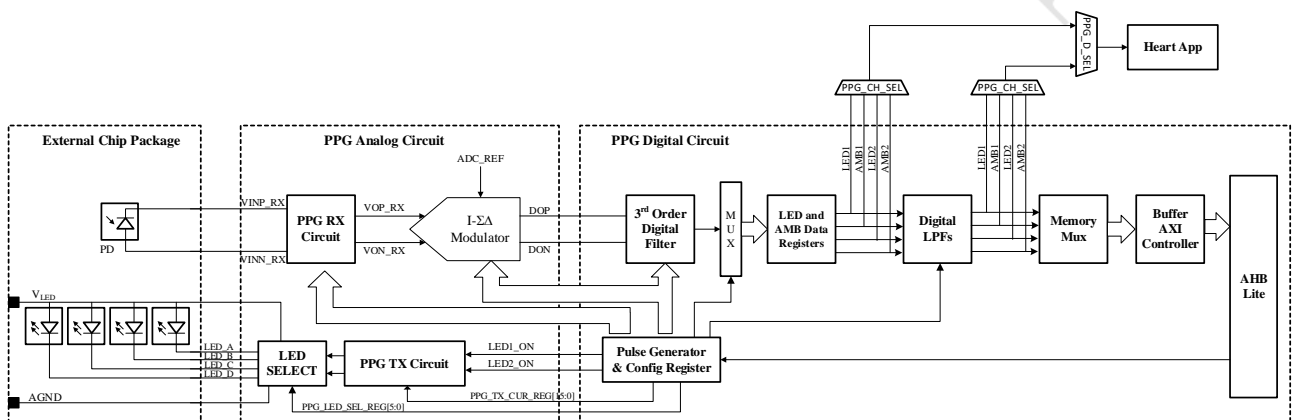 PPG_D_SEL
Heart App
PPG_CH_SEL
PPG_CH_SEL
External Chip Package
PPG Analog Circuit
PPG Digital Circuit
LED1
AMB1
LED2
AMB2
LED1
AMB1
LED2
AMB2
ADC_REF
VINP_RX
PD
VINN_RX
PPG RX
Circuit
VOP_RX
VON_RX
I-ΣΔ
Modulator
DOP
DON
3rd Order
Digital
Filter
M
U
X
LED and
AMB Data
Registers
Digital
LPFs
Memory
Mux
Buffer
AXI
Controller
AHB
Lite
VLED
LED_A
LED_B
LED_C
LED_D
AGND
LED
SELECT
PPG TX Circuit
LED1_ON
LED2_ON
Pulse Generator
& Config Register
PPG_TX_CUR_REG[15:0]
PPG_LED_SEL_REG[5:0]